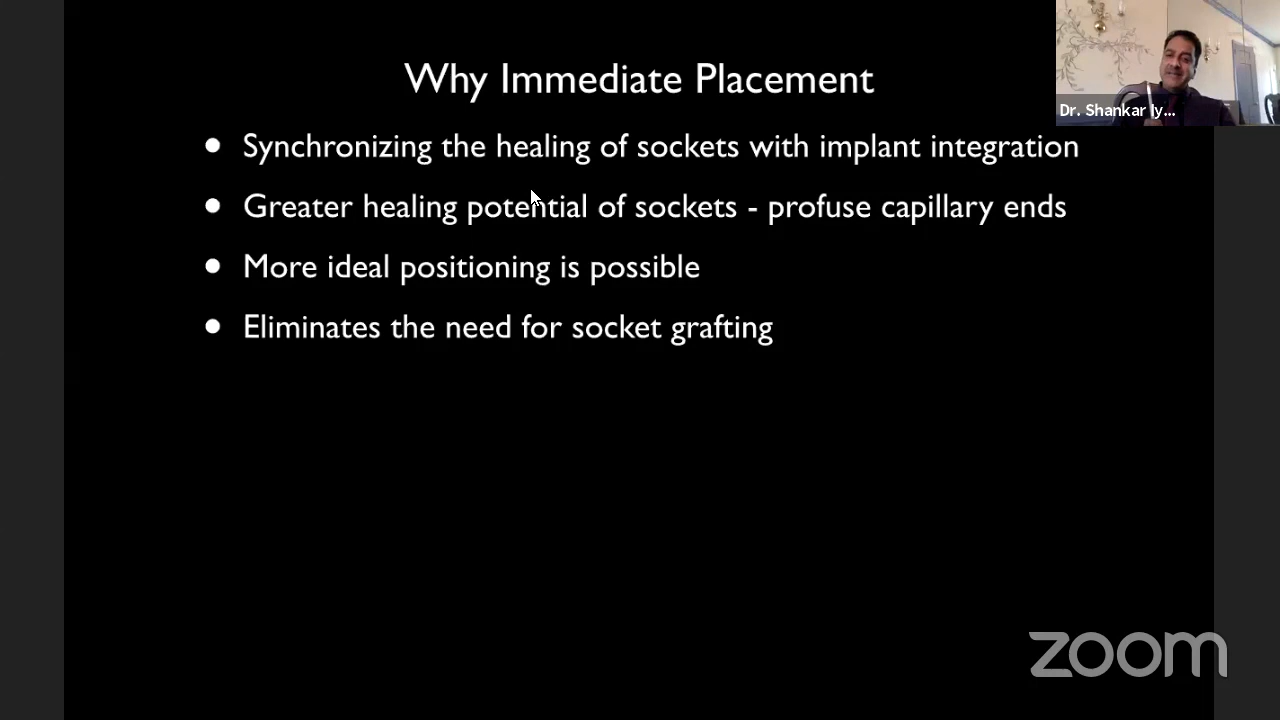 Why Immediate Placement
Dr. Shankar Iy...
• Synchronizing the healing of sockets with implant integration
• Greater healing potential of sockets - profuse capillary ends
• More ideal positioning is possible
• Eliminates the need for socket grafting
zoom